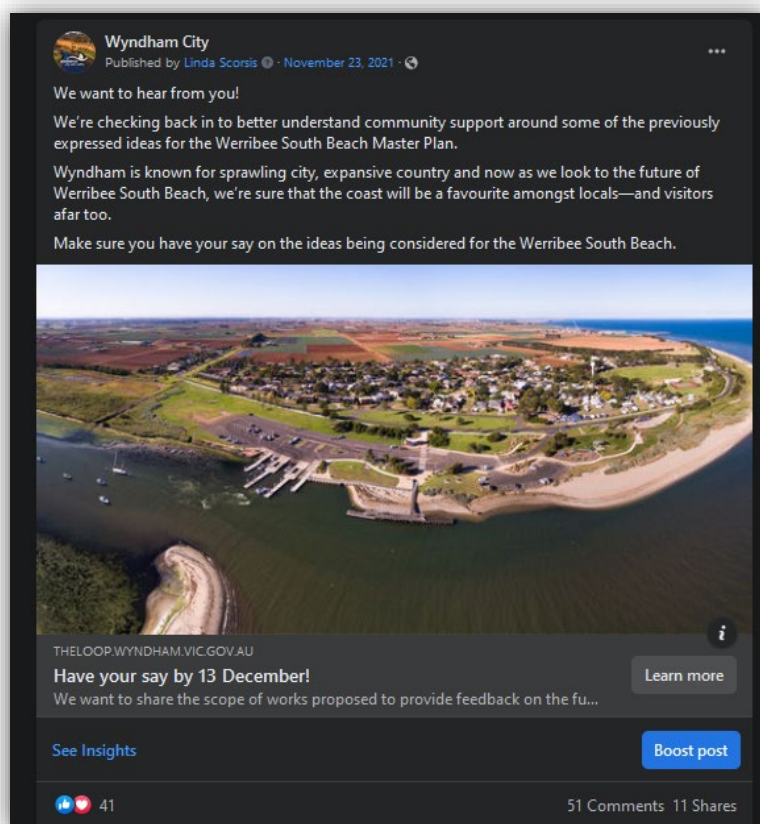 Wyndham City
Published by Linda Scorsis · November 23, 2021 ·
We want to hear from you!
We're checking back in to better understand community support around some of the previously
expressed ideas for the Werribee South Beach Master Plan.
Wyndham is known for sprawling city, expansive country and now as we look to the future of
Werribee South Beach, we're sure that the coast will be a favourite amongst locals—and visitors
afar too.
Make sure you have your say on the ideas being considered for the Werribee South Beach.
THELOOP.WYNDHAM.VIC.GOV.AU
Have your say by 13 December!
We want to share the scope of works proposed to provide feedback on the fu...
Learn more
See Insights
Boost post
41
51 Comments 11 Shares